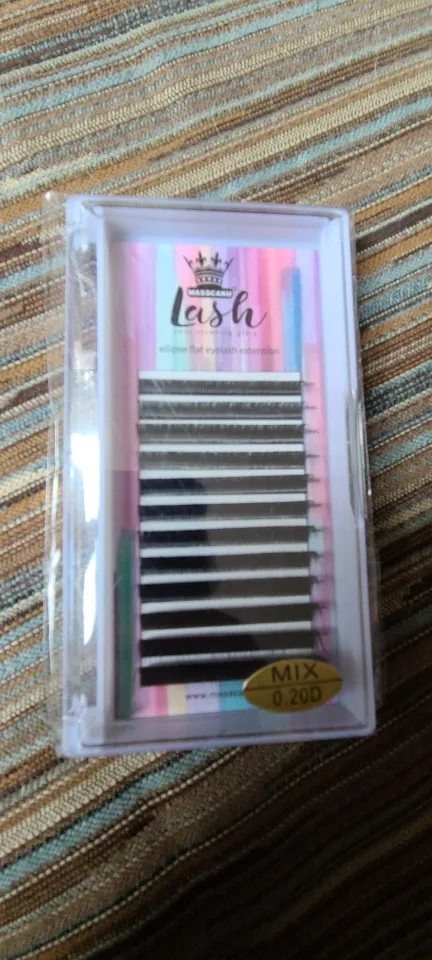 MASSCAKU
Lash
ellipse flat eyelash extension
MIX
0.20D